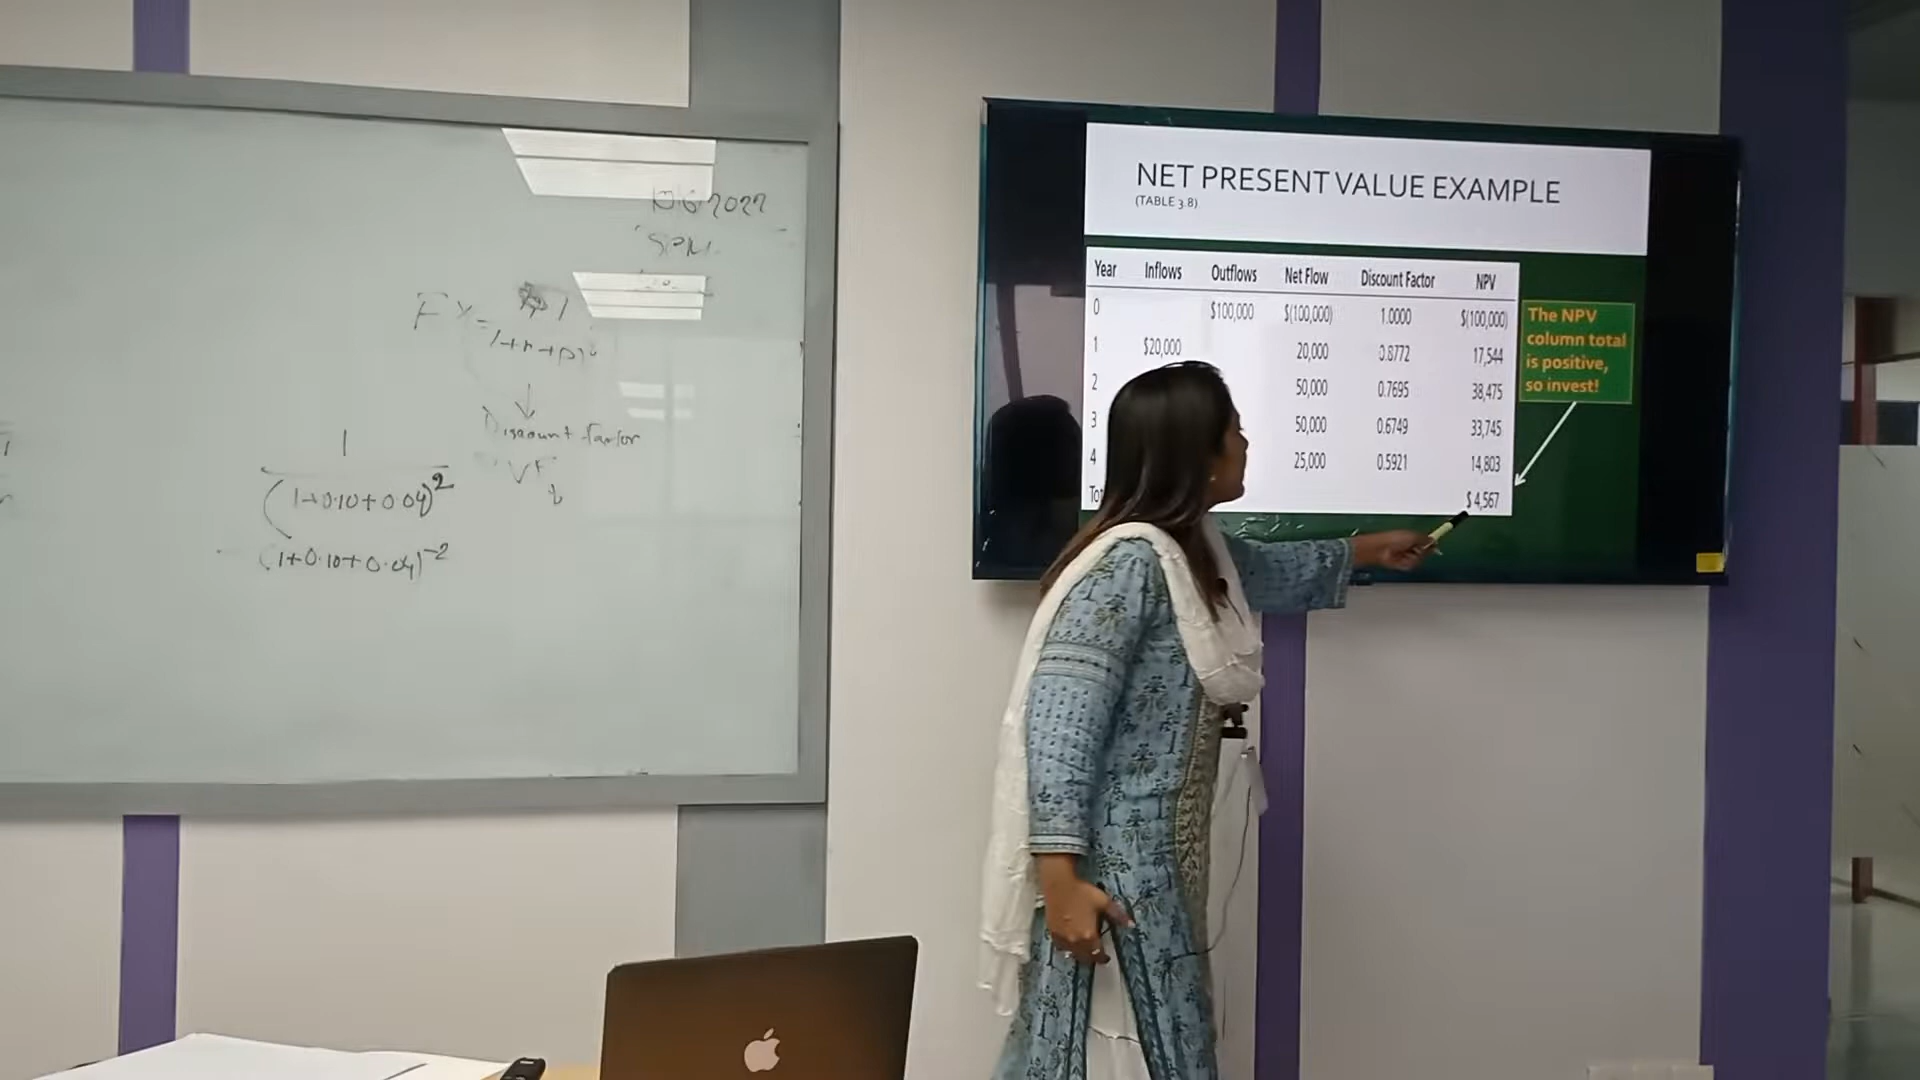 SPM
1
(1+0.10+0.04)^2
(1+0.10+0.04)^-2
Discount factor
NET PRESENT VALUE EXAMPLE
(TABLE 3.8)
Year Inflows Outflows Net Flow Discount Factor NPV
0 $100,000 $(100,000) 1.0000 $(100,000)
1 $20,000 20,000 0.8772 17,544
2 50,000 0.7695 38,475
3 50,000 0.6749 33,745
4 25,000 0.5921 14,803
$ 4,567
The NPV
column total
is positive,
so invest!